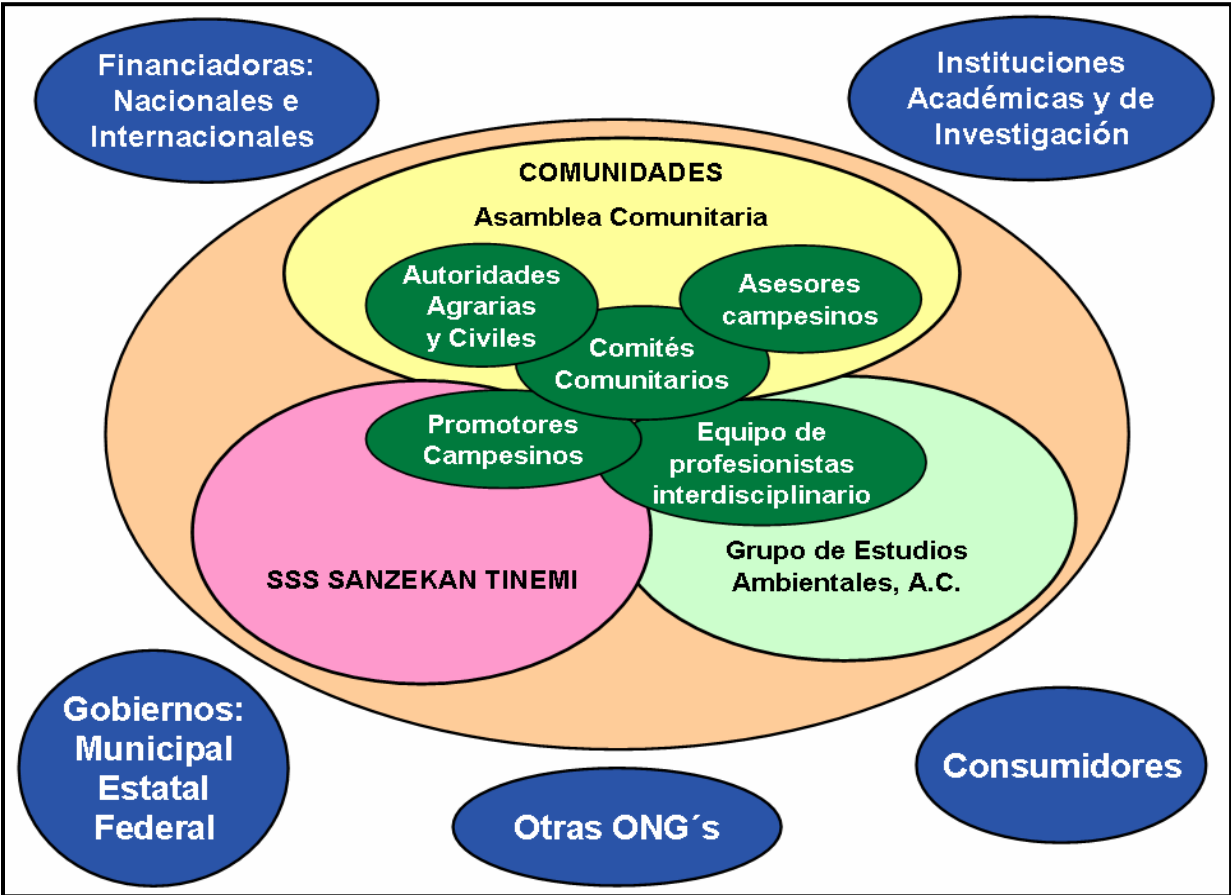 Financiadoras:
Nacionales e
Internacionales
Instituciones
Académicas y de
Investigación
COMUNIDADES
Asamblea Comunitaria
Autoridades
Agrarias
y Civiles
Asesores
campesinos
Comités
Comunitarios
Promotores
Campesinos
Equipo de
profesionistas
interdisciplinario
SSS SANZEKAN TINEMI
Grupo de Estudios
Ambientales, A.C.
Gobiernos:
Municipal
Estatal
Federal
Otras ONG´s
Consumidores